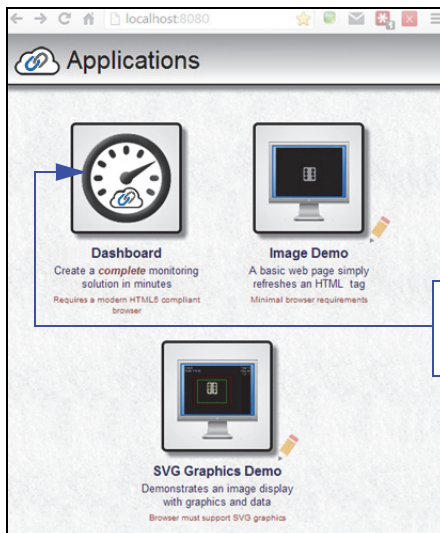 localhost:8080
Applications
Dashboard
Create a complete monitoring
solution in minutes
Requires a modern HTML5 compliant
browser
Image Demo
A basic web page simply
refreshes an HTML tag
Minimal browser requirements
SVG Graphics Demo
Demonstrates an image display
with graphics and data
Browser must support SVG graphics